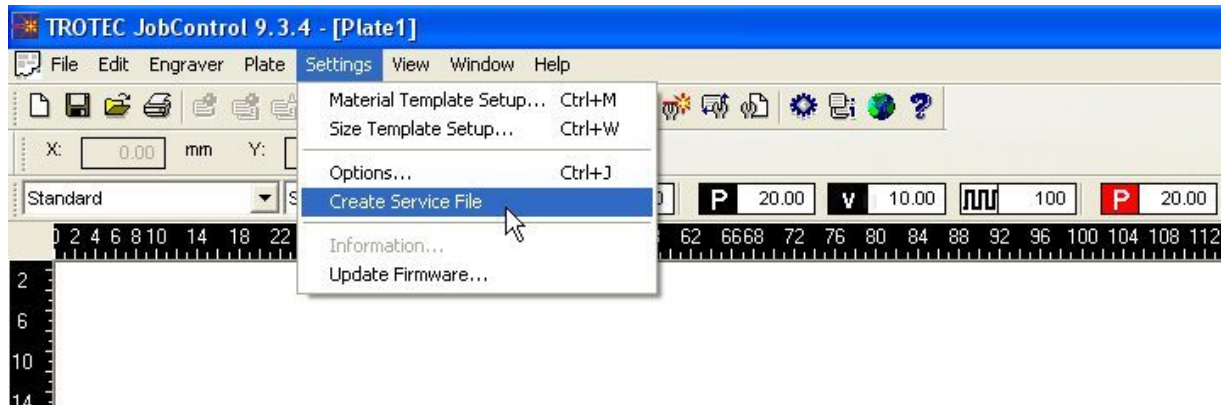 TROTEC JobControl 9.3.4 - [Plate1]
File Edit Engraver Plate Settings View Window Help
Material Template Setup... Ctrl+M
Size Template Setup... Ctrl+W
Options... Ctrl+J
Create Service File
Information...
Update Firmware...
X: 0.00 mm Y:
Standard P 20.00 v 10.00 100 P 20.00
0 2 4 6 8 10 14 18 22 62 66 68 72 76 80 84 88 92 96 100 104 108 112
2
6
10
14